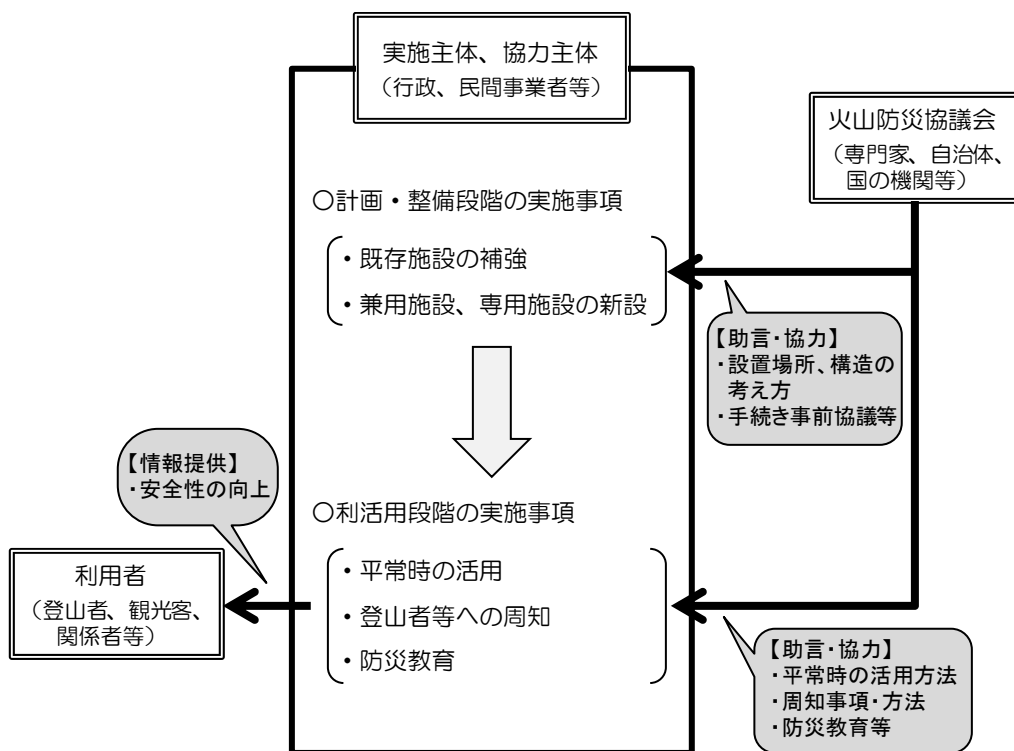 実施主体、協力主体
（行政、民間事業者等）
火山防災協議会
（専門家、自治体、
国の機関等）
〇計画・整備段階の実施事項
・既存施設の補強
・兼用施設、専用施設の新設
【助言・協力】
・設置場所、構造の
考え方
・手続き事前協議等
【情報提供】
・安全性の向上
〇利活用段階の実施事項
・平常時の活用
・登山者等への周知
・防災教育
利用者
（登山者、観光客、
関係者等）
【助言・協力】
・平常時の活用方法
・周知事項・方法
・防災教育等